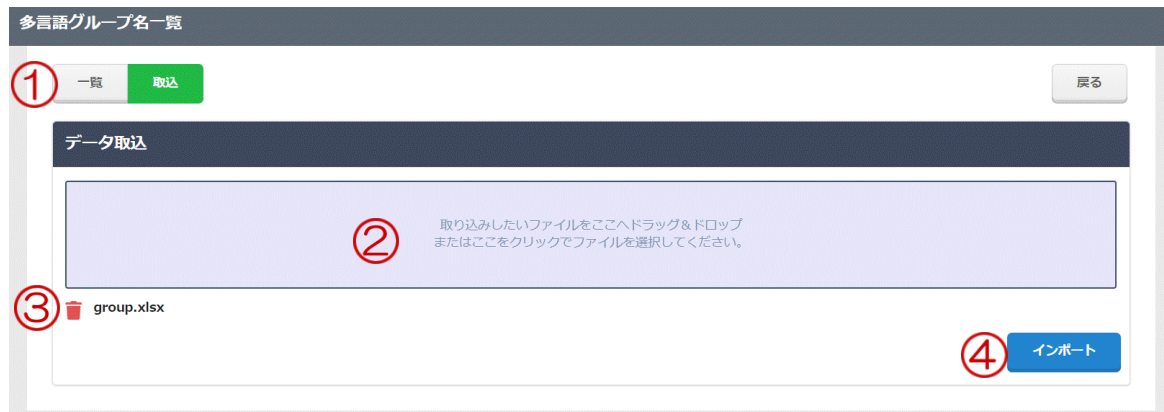 多言語グループ名一覧
① 一覧 取込 戻る
データ取込
② 取り込みしたいファイルをここへドラッグ&ドロップ
またはここをクリックでファイルを選択してください。
③ group.xlsx
④ インポート